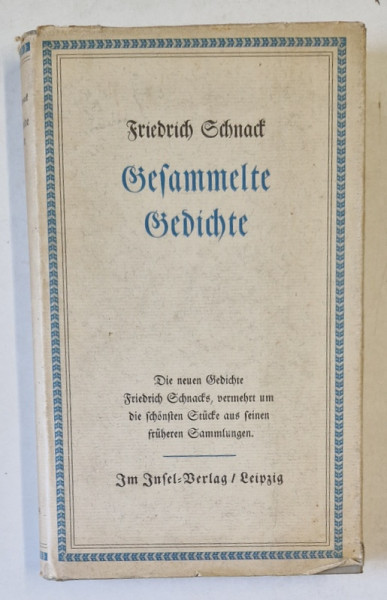 Friedrich Schnack
Gesammelte
Gedichte
Die neuen Gedichte
Friedrich Schnacks, vermehrt um
die schönsten Stücke aus seinen
früheren Sammlungen.
Im Insel-Verlag / Leipzig